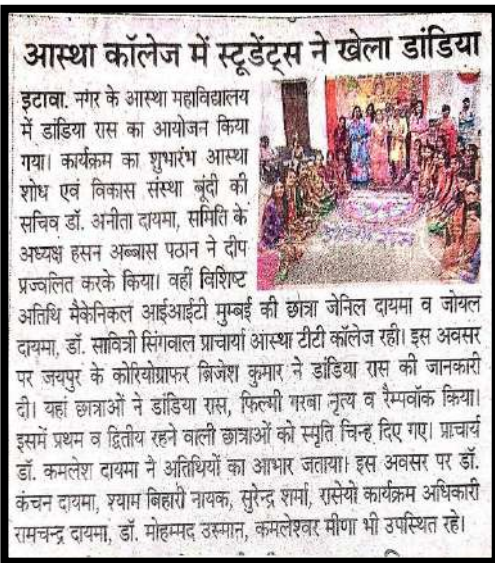 आस्था कॉलेज में स्टूडेंट्स ने खेला डांडिया
इटावा. नगर के आस्था महाविद्यालय
में डांडिया रास का आयोजन किया
गया। कार्यक्रम का शुभारंभ आस्था
शोध एवं विकास संस्था बूंदी की
सचिव डॉ. अनीता दायमा, समिति के
अध्यक्ष हसन अब्बास पठान ने दीप
प्रज्वलित करके किया। वहीं विशिष्ट
अतिथि मैकेनिकल आईआईटी मुम्बई की छात्रा जेनिल दायमा व जोयल
दायमा, डॉ. सावित्री सिंगवाल प्राचार्या आस्था टीटी कॉलेज रही। इस अवसर
पर जयपुर के कोरियोग्राफर ब्रिजेश कुमार ने डांडिया रास की जानकारी
दी। यहां छात्राओं ने डांडिया रास, फिल्मी गरबा नृत्य व रैम्पवॉक किया।
इसमें प्रथम व द्वितीय रहने वाली छात्राओं को स्मृति चिन्ह दिए गए। प्राचार्य
डॉ. कमलेश दायमा ने अतिथियों का आभार जताया। इस अवसर पर डॉ.
कंचन दायमा, श्याम बिहारी नायक, सुरेन्द्र शर्मा, रासेयो कार्यक्रम अधिकारी
रामचन्द्र दायमा, डॉ. मोहम्मद उस्मान, कमलेश्वर मीणा भी उपस्थित रहे।